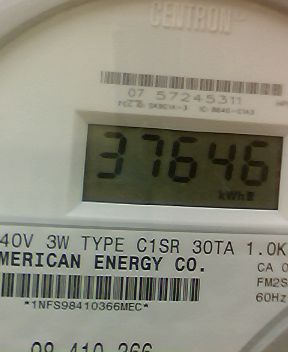 CENTRON
07 57245311
37646
kWh
40V 3W TYPE C1SR 30TA 1.0K
MERICAN ENERGY CO.
CA 0
FM2S
*1NFS98410366MEC*
60Hz
98 410 366